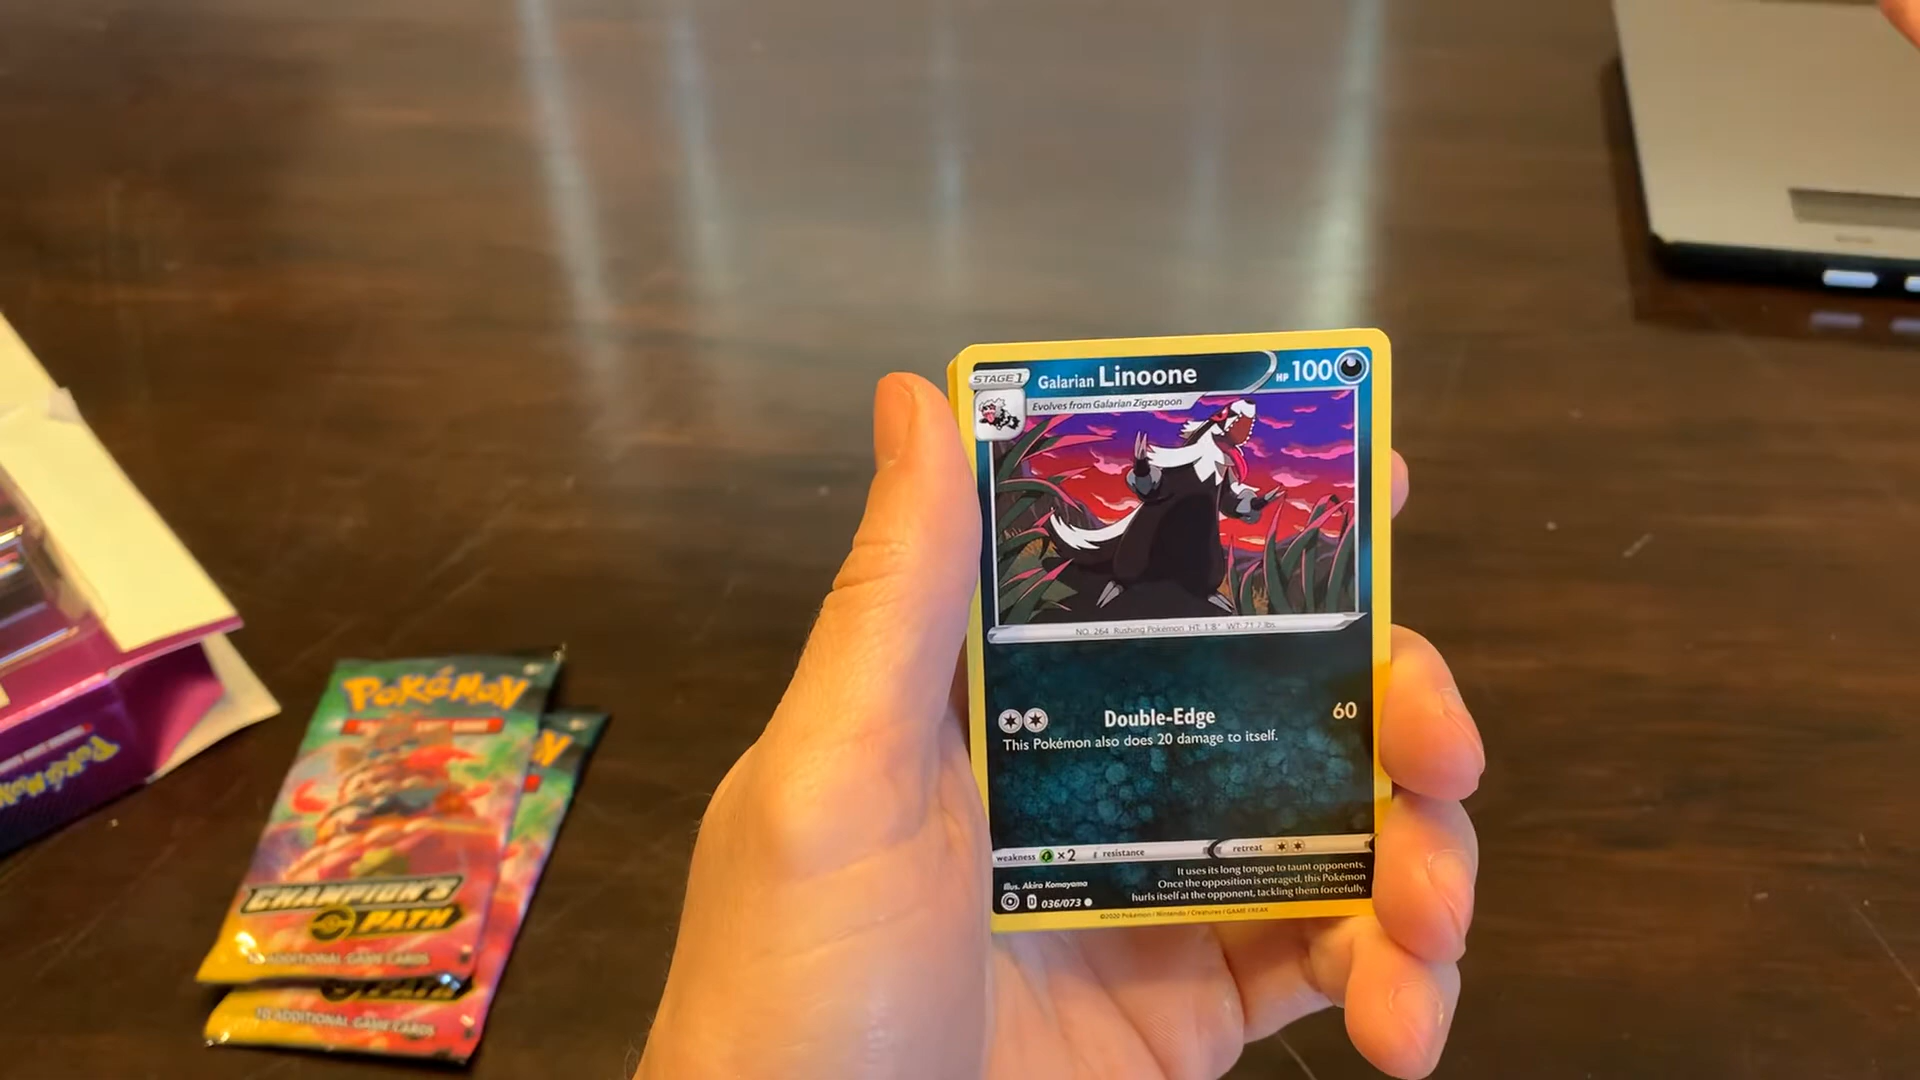 STAGE 1
Galarian Linoone
HP 100
Evolves from Galarian Zigzagoon
NO. 264 Rushing Pokémon HT: 1'8" WT: 71.7 lbs
Double-Edge
60
This Pokémon also does 20 damage to itself.
weakness ×2 resistance retreat
It uses its long tongue to taunt opponents.
Once the opposition is enraged, this Pokémon
hurls itself at the opponent, tackling them forcefully.
Illus. Akira Komayama
D 036/073
©2020 Pokémon / Nintendo / Creatures / GAME FREAK
POKéMON
CHAMPION'S
PATH
10 ADDITIONAL GAME CARDS
PATH
10 ADDITIONAL GAME CARDS
POKéMON